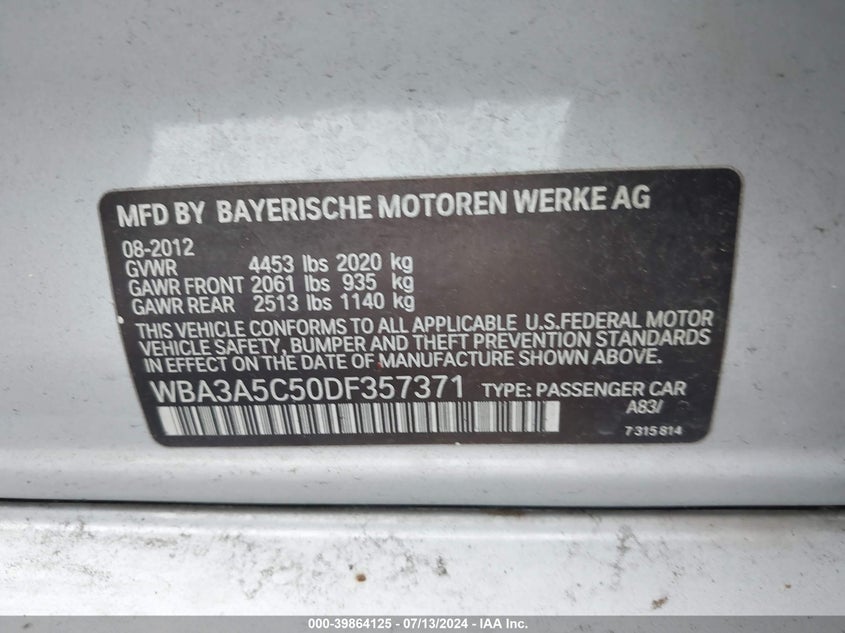 MFD BY BAYERISCHE MOTOREN WERKE AG
08-2012
GVWR 4453 lbs 2020 kg
GAWR FRONT 2061 lbs 935 kg
GAWR REAR 2513 lbs 1140 kg
THIS VEHICLE CONFORMS TO ALL APPLICABLE U.S.FEDERAL MOTOR
VEHICLE SAFETY, BUMPER AND THEFT PREVENTION STANDARDS
IN EFFECT ON THE DATE OF MANUFACTURE SHOWN ABOVE.
WBA3A5C50DF357371 TYPE: PASSENGER CAR
A83/
7 315 814
000-39864125 - 07/13/2024 - IAA Inc.